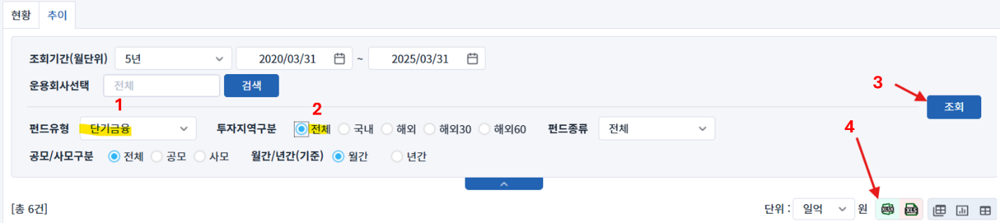 현황 추이
조회기간(월단위) 5년 2020/03/31 ~ 2025/03/31
운용회사선택 전체 검색
1 2 3
조회
펀드유형 단기금융 투자지역구분 전체 국내 해외 해외30 해외60 펀드종류 전체
4
공모/사모구분 전체 공모 사모 월간/년간(기준) 월간 년간
[총 6건] 단위 : 일억 원 XLSX XLS